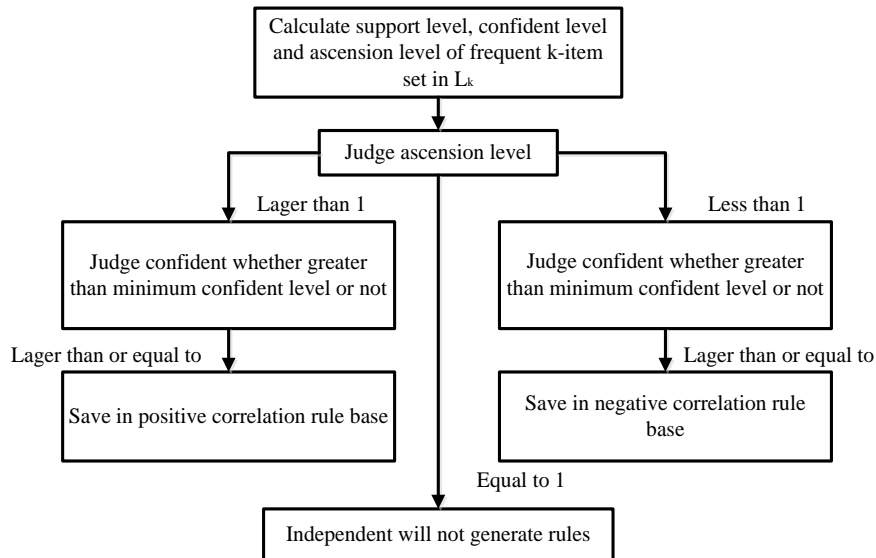 Calculate support level, confident level
and ascension level of frequent k-item
set in Lk
Judge ascension level
Lager than 1
Less than 1
Judge confident whether greater
than minimum confident level or not
Judge confident whether greater
than minimum confident level or not
Lager than or equal to
Lager than or equal to
Save in positive correlation rule base
Save in negative correlation rule
base
Equal to 1
Independent will not generate rules